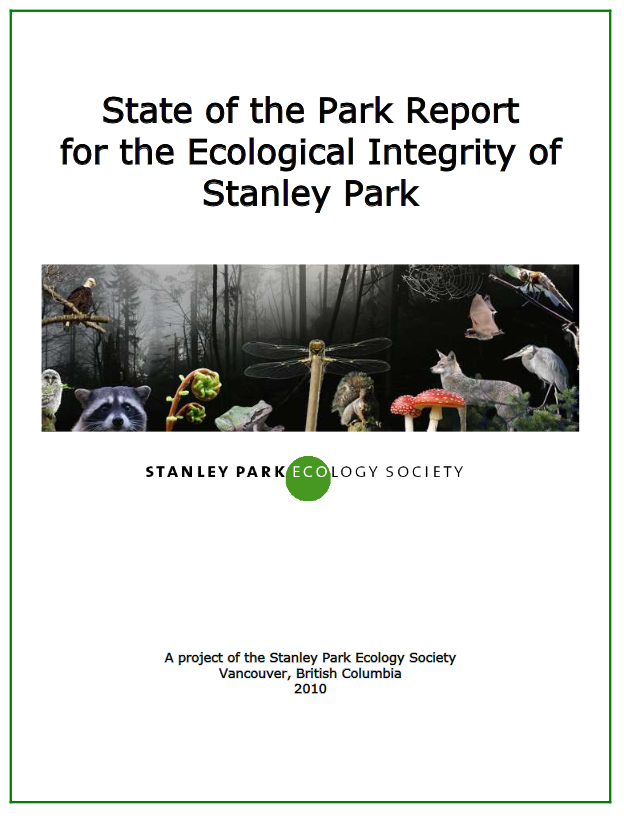 State of the Park Report
for the Ecological Integrity of
Stanley Park
STANLEY PARK ECOLOGY SOCIETY
A project of the Stanley Park Ecology Society
Vancouver, British Columbia
2010